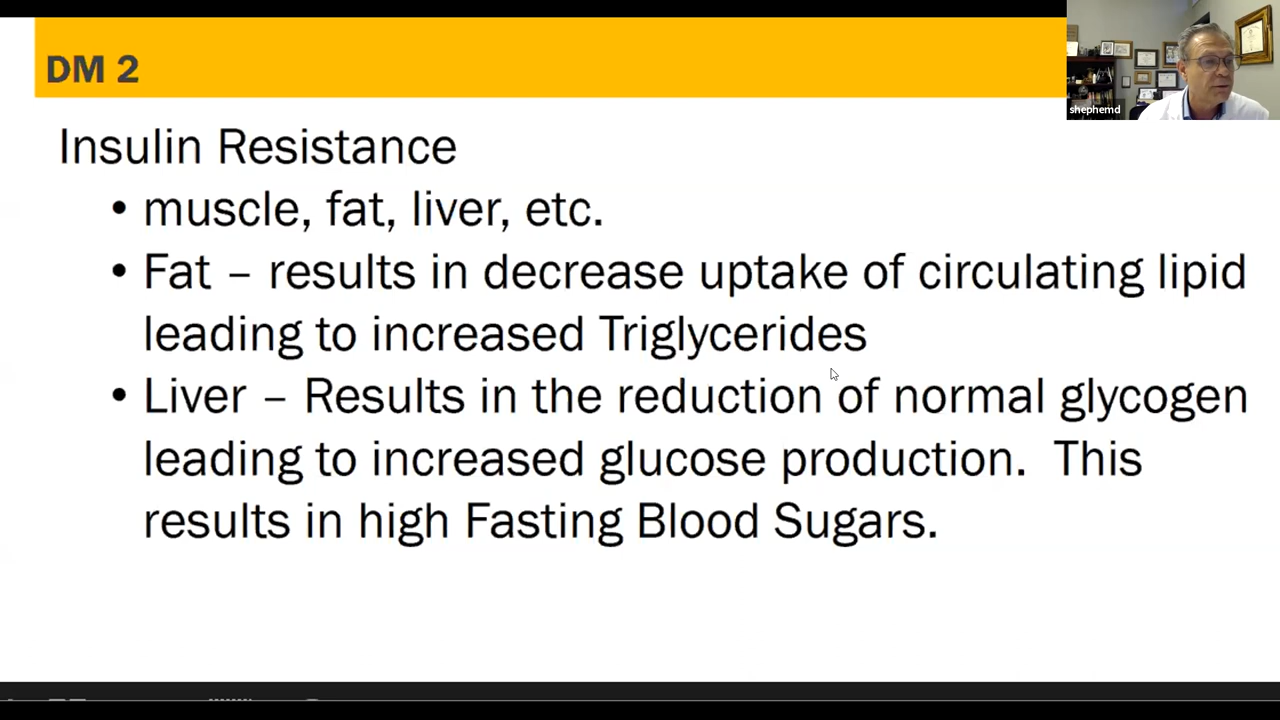 DM 2
shephemd
Insulin Resistance
• muscle, fat, liver, etc.
• Fat – results in decrease uptake of circulating lipid
leading to increased Triglycerides
• Liver – Results in the reduction of normal glycogen
leading to increased glucose production.  This
results in high Fasting Blood Sugars.